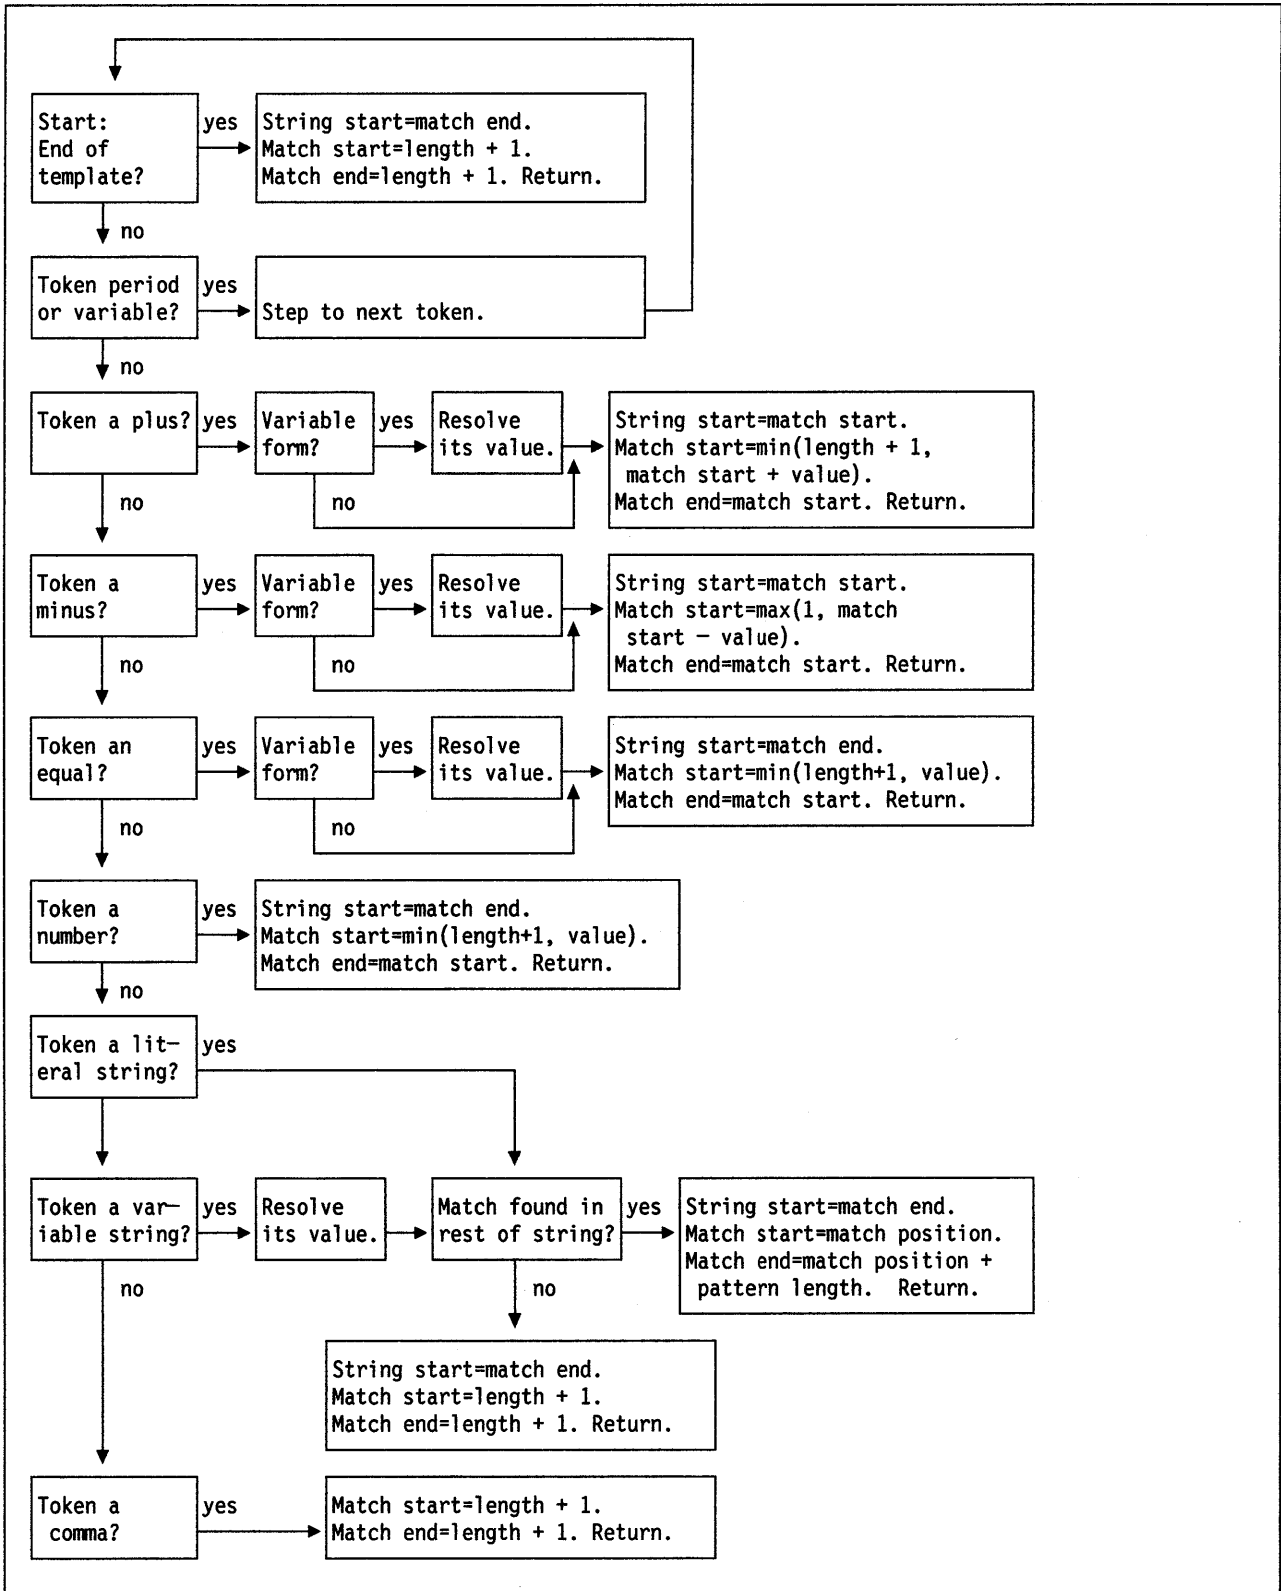 Start:
End of
template?
yes
String start=match end.
Match start=length + 1.
Match end=length + 1. Return.
no
Token period
or variable?
yes
Step to next token.
no
Token a plus?
yes
Variable
form?
yes
Resolve
its value.
String start=match start.
Match start=min(length + 1,
match start + value).
Match end=match start. Return.
no
no
Token a
minus?
yes
Variable
form?
yes
Resolve
its value.
String start=match start.
Match start=max(1, match
start — value).
Match end=match start. Return.
no
no
Token an
equal?
yes
Variable
form?
yes
Resolve
its value.
String start=match end.
Match start=min(length+1, value).
Match end=match start. Return.
no
no
Token a
number?
yes
String start=match end.
Match start=min(length+1, value).
Match end=match start. Return.
no
Token a lit—
eral string?
yes
Token a var—
iable string?
yes
Resolve
its value.
Match found in
rest of string?
yes
String start=match end.
Match start=match position.
Match end=match position +
pattern length. Return.
no
no
String start=match end.
Match start=length + 1.
Match end=length + 1. Return.
Token a
comma?
yes
Match start=length + 1.
Match end=length + 1. Return.